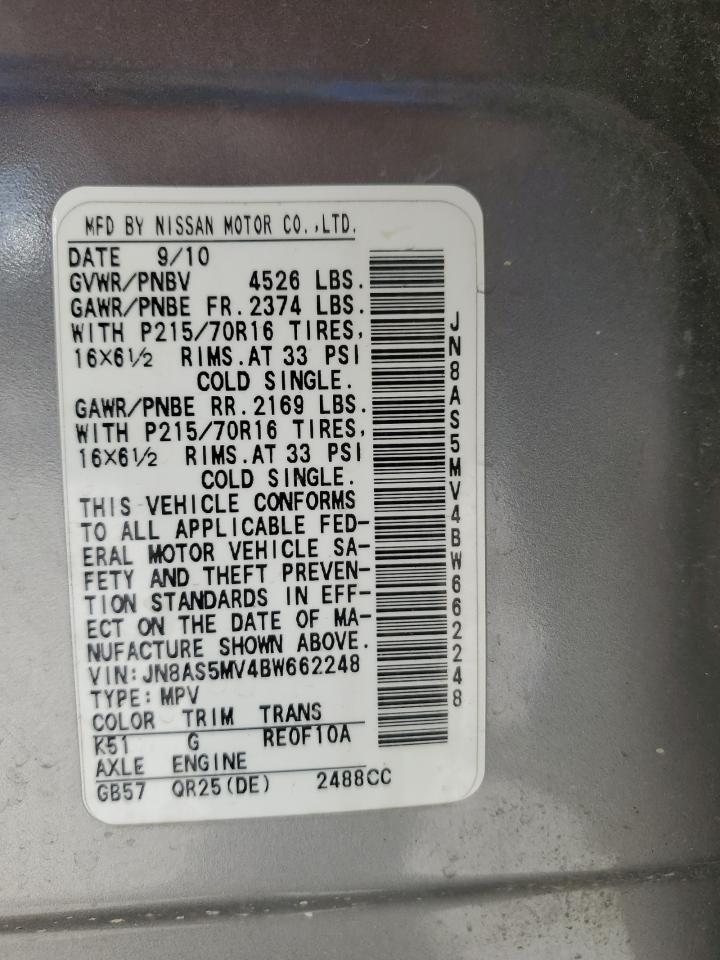 MFD BY NISSAN MOTOR CO.,LTD.
DATE 9/10
GVWR/PNBV 4526 LBS.
GAWR/PNBE FR.2374 LBS.
WITH P215/70R16 TIRES,
16X6½ RIMS.AT 33 PSI
COLD SINGLE.
GAWR/PNBE RR.2169 LBS.
WITH P215/70R16 TIRES,
16X6½ RIMS.AT 33 PSI
COLD SINGLE.
THIS VEHICLE CONFORMS
TO ALL APPLICABLE FED-
ERAL MOTOR VEHICLE SA-
FETY AND THEFT PREVEN-
TION STANDARDS IN EFF-
ECT ON THE DATE OF MA-
NUFACTURE SHOWN ABOVE.
VIN:JN8AS5MV4BW662248
TYPE:MPV
COLOR TRIM TRANS
K51 G RE0F10A
AXLE ENGINE
GB57 QR25(DE) 2488CC
JN8AS5MV4BW662248